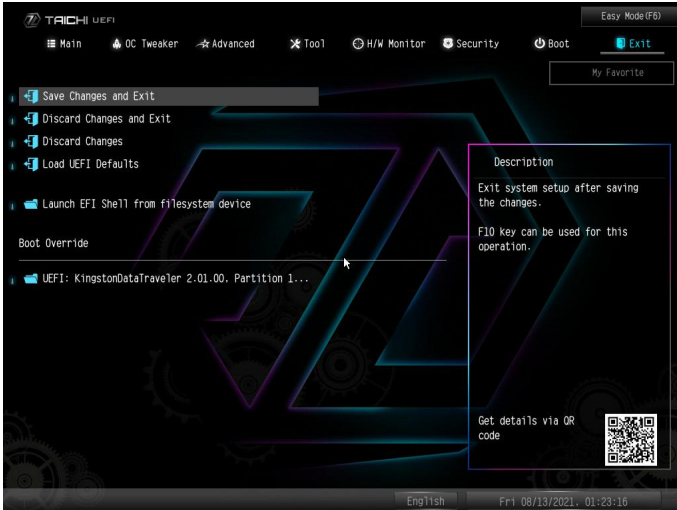 TAICHI UEFI
Easy Mode(F6)
Main OC Tweaker Advanced Tool H/W Monitor Security Boot Exit
My Favorite
Save Changes and Exit
Discard Changes and Exit
Discard Changes
Load UEFI Defaults
Launch EFI Shell from filesystem device
Boot Override
UEFI: KingstonDataTraveler 2.01.00, Partition 1...
Description
Exit system setup after saving
the changes.
F10 key can be used for this
operation.
Get details via QR
code
English
Fri 08/13/2021, 01:23:16